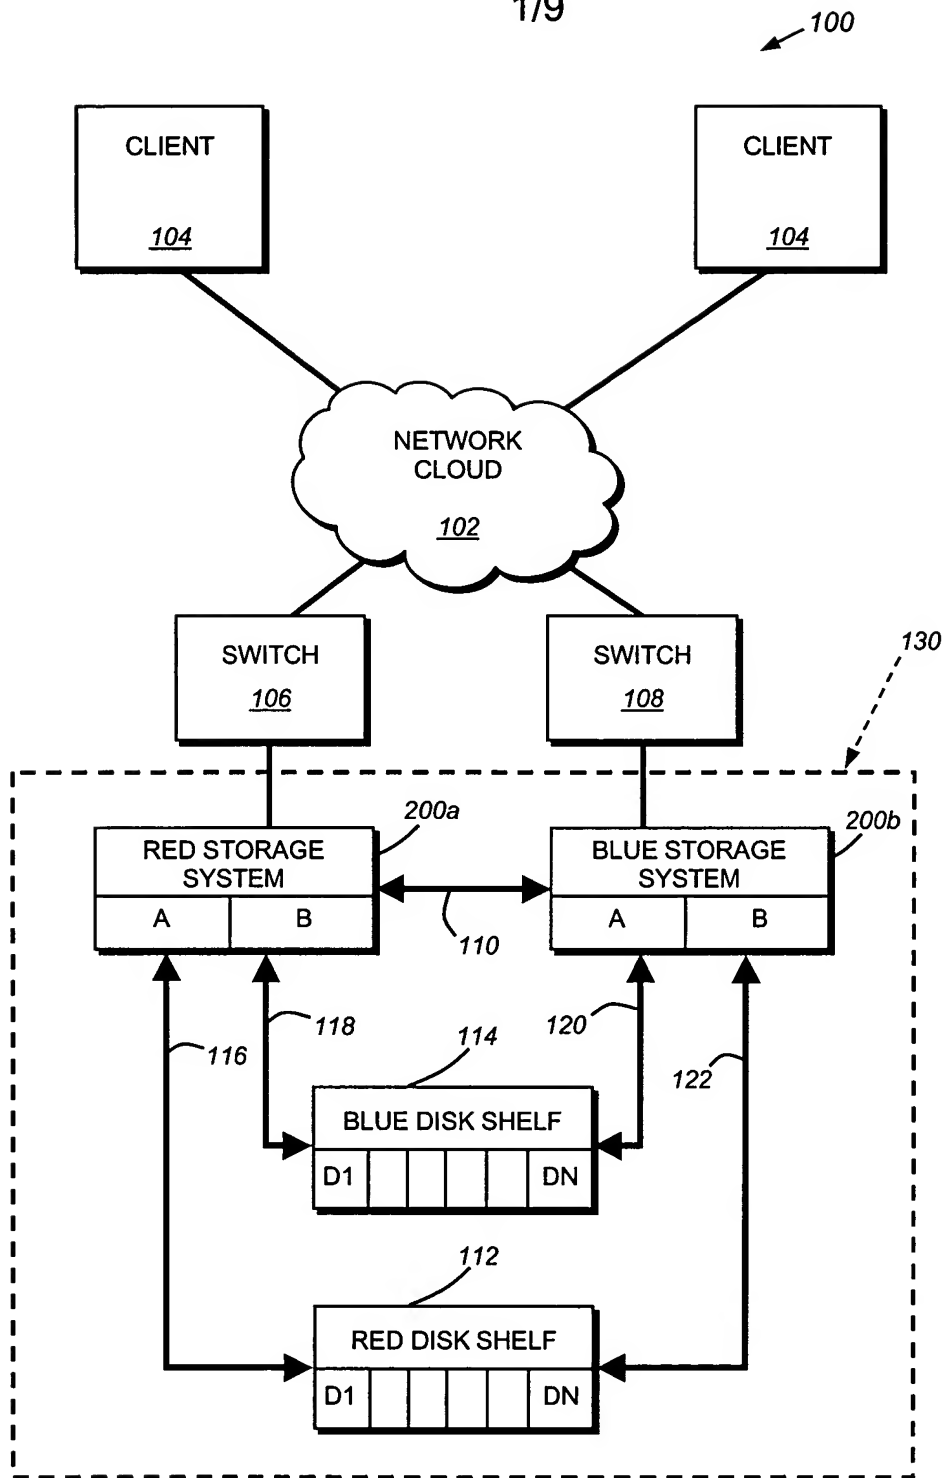 1/9
100
CLIENT
104
CLIENT
104
NETWORK
CLOUD
102
SWITCH
106
SWITCH
108
130
200a
RED STORAGE
SYSTEM
A
B
200b
BLUE STORAGE
SYSTEM
A
B
110
116
118
120
122
114
BLUE DISK SHELF
D1
DN
112
RED DISK SHELF
D1
DN